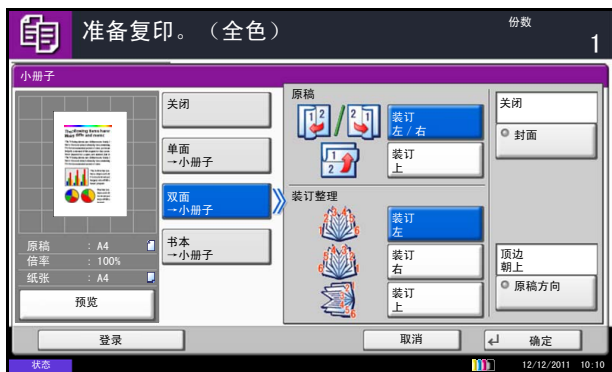 准备复印。（全色）
份数
1
小册子
原稿 : A4
倍率 : 100%
纸张 : A4
预览
关闭
单面
→小册子
双面
→小册子
书本
→小册子
原稿
装订
左 / 右
装订
上
装订整理
装订
左
装订
右
装订
上
关闭
封面
顶边
朝上
原稿方向
登录
取消
确定
状态
12/12/2011 10:10